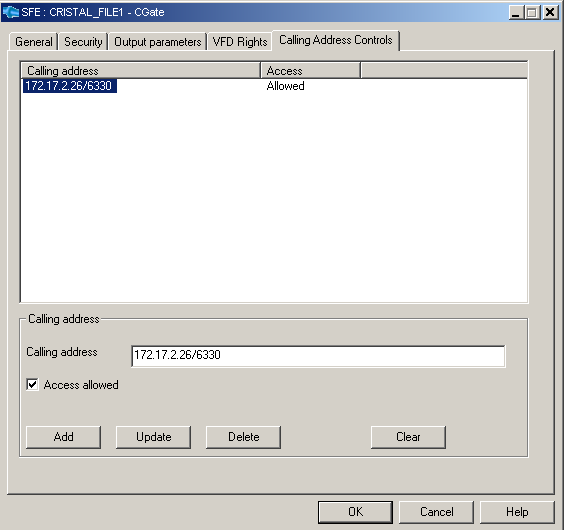 SFE : CRISTAL_FILE1 - CGate
General Security Output parameters VFD Rights Calling Address Controls
Calling address Access
172.17.2.26/6330 Allowed
Calling address
Calling address 172.17.2.26/6330
Access allowed
Add Update Delete Clear
OK Cancel Help